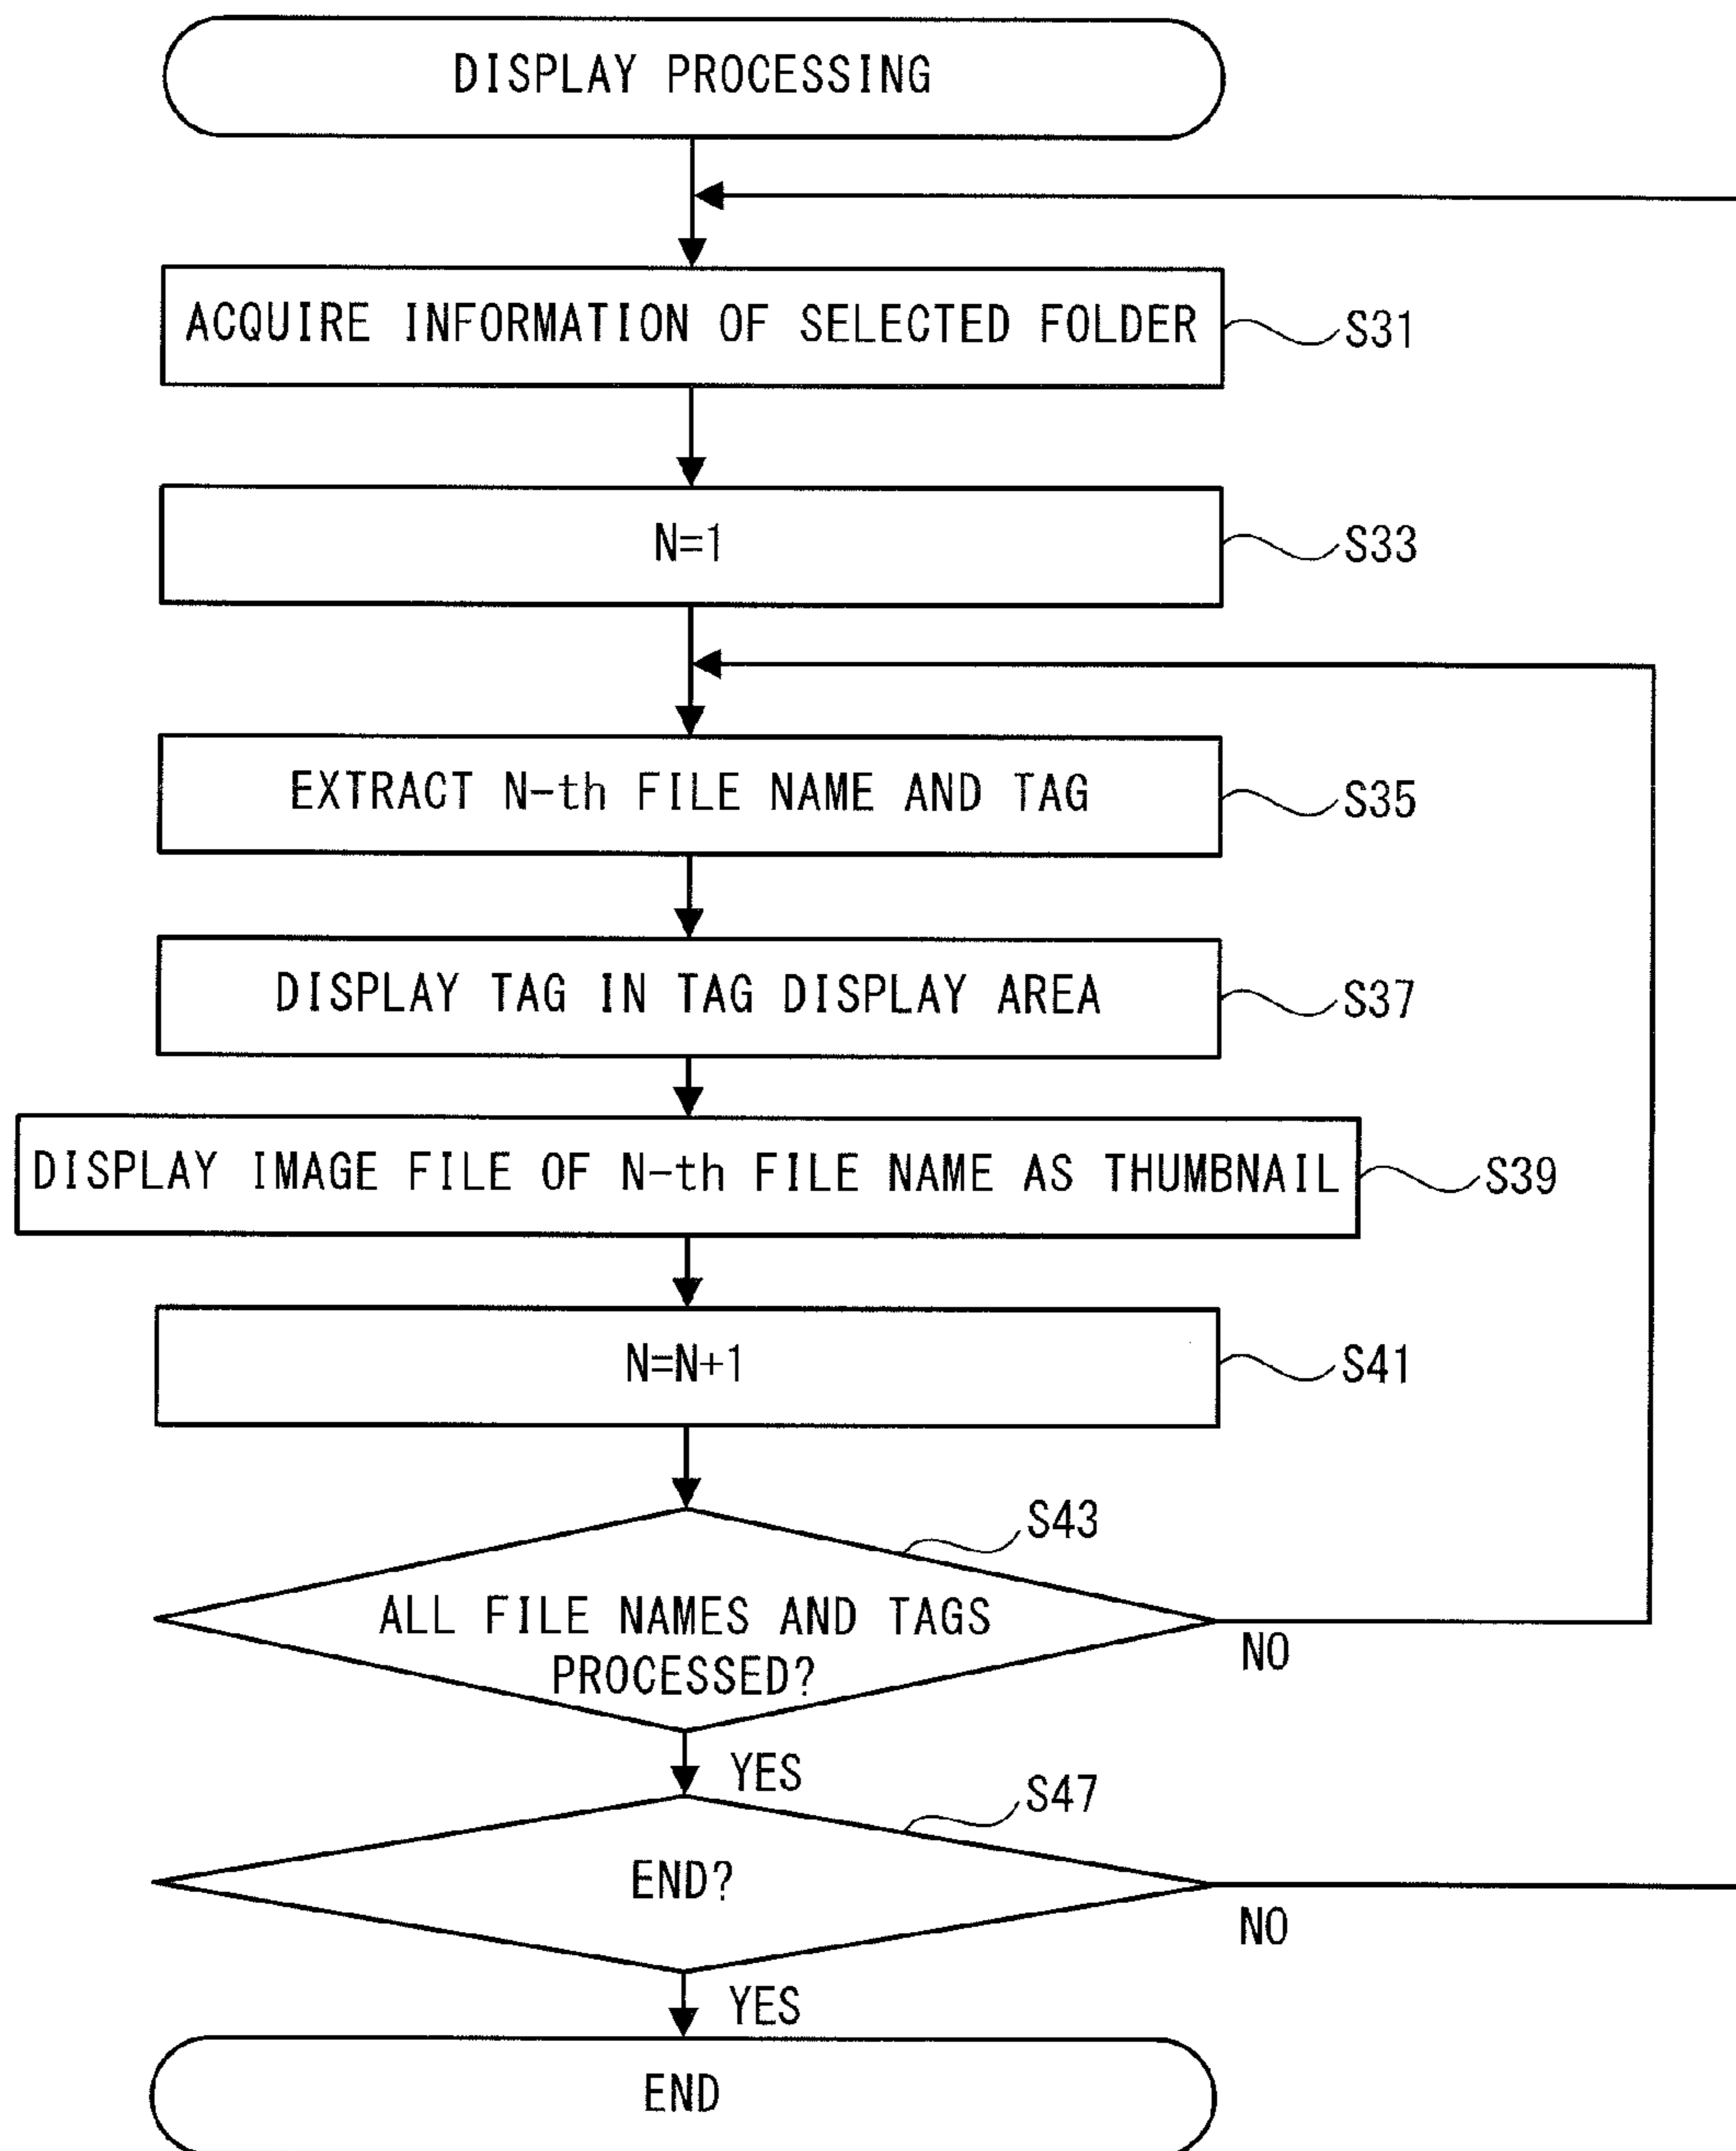 DISPLAY PROCESSING
ACQUIRE INFORMATION OF SELECTED FOLDER
S31
N=1
S33
EXTRACT N-th FILE NAME AND TAG
S35
DISPLAY TAG IN TAG DISPLAY AREA
S37
DISPLAY IMAGE FILE OF N-th FILE NAME AS THUMBNAIL
S39
N=N+1
S41
S43
ALL FILE NAMES AND TAGS
PROCESSED?
NO
YES
S47
END?
NO
YES
END